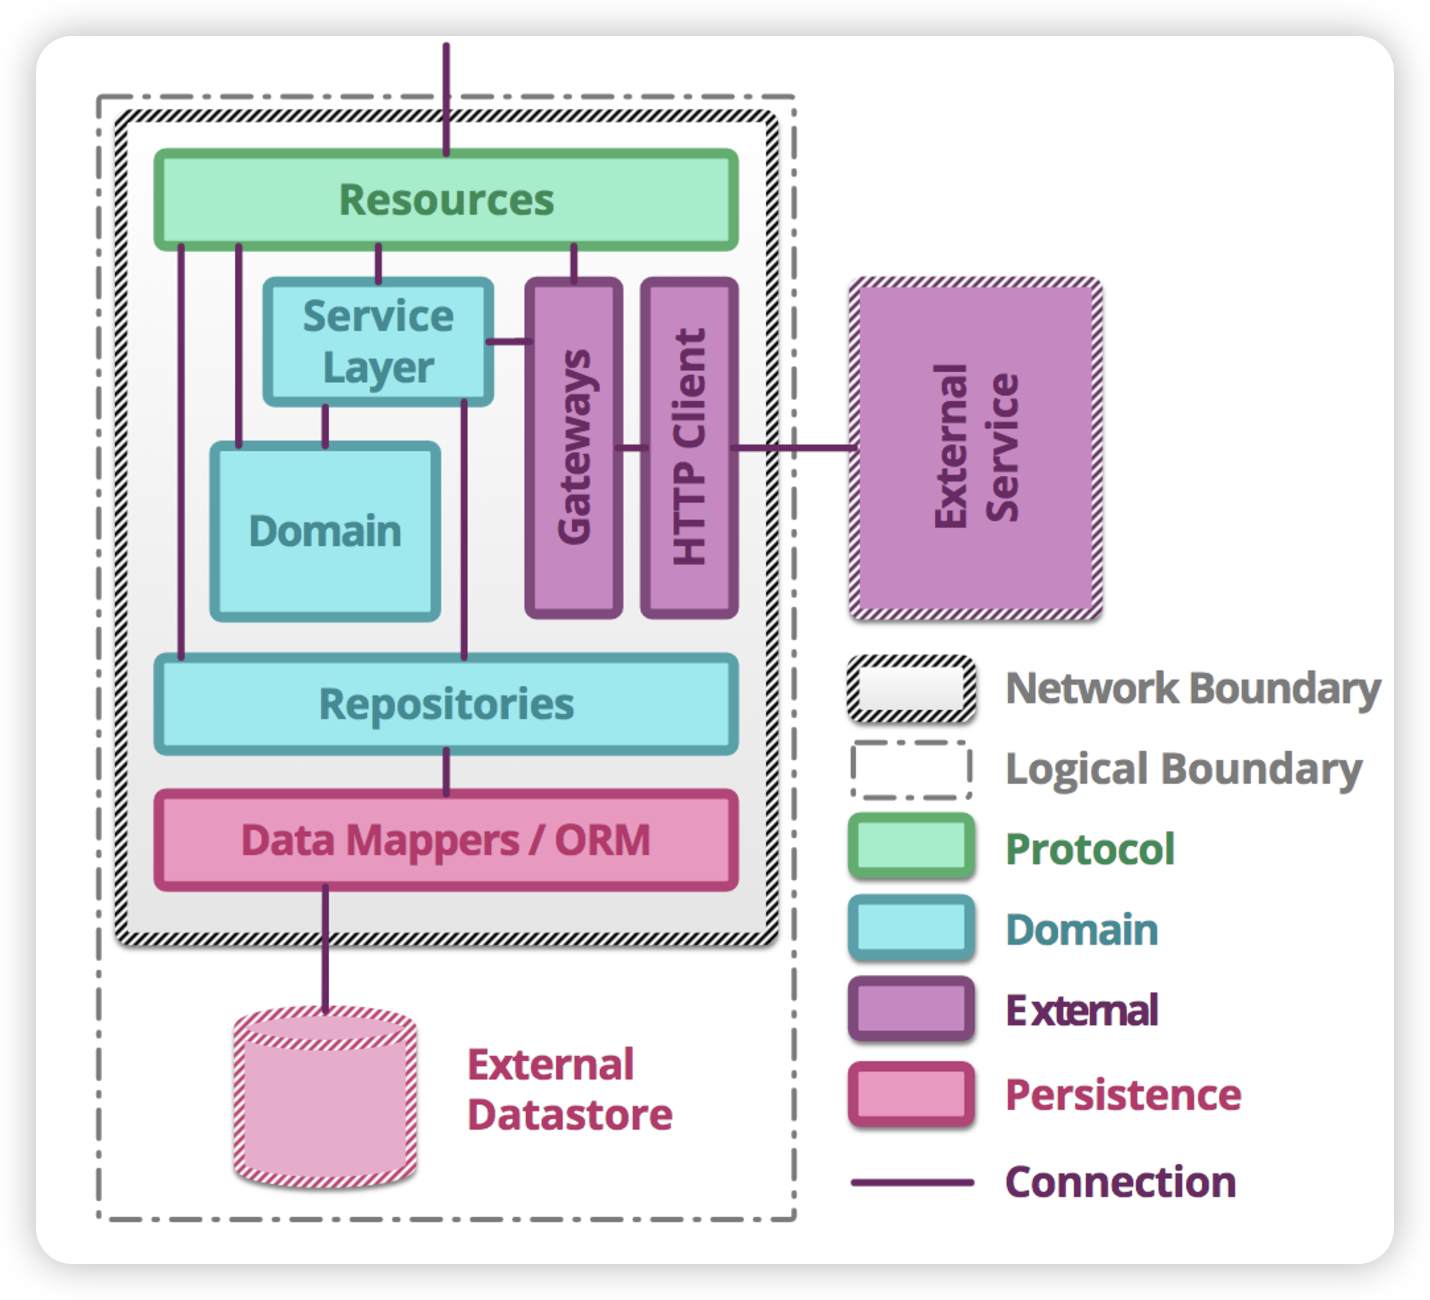 Resources
Service
Layer
Gateways
HTTP Client
External
Service
Domain
Repositories
Data Mappers / ORM
External
Datastore
Network Boundary
Logical Boundary
Protocol
Domain
External
Persistence
Connection